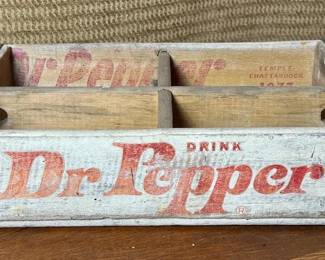 Dr Pepper
TEMPLE
CHATTANOOGA
DRINK
Dr Pepper
®